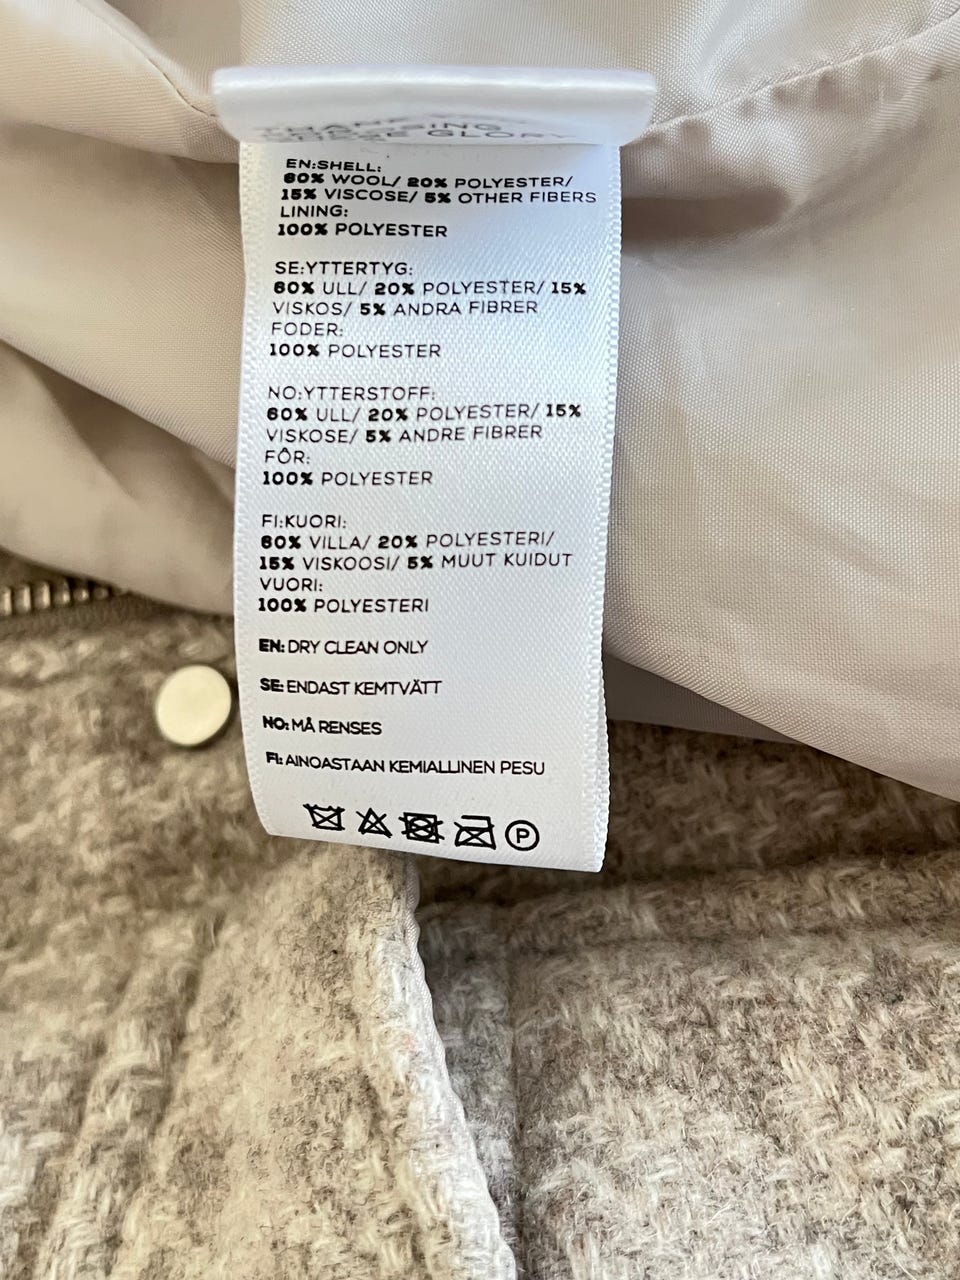 EN:SHELL:
60% WOOL/ 20% POLYESTER/
15% VISCOSE/ 5% OTHER FIBERS
LINING:
100% POLYESTER
SE:YTTERTYG:
60% ULL/ 20% POLYESTER/ 15%
VISKOS/ 5% ANDRA FIBRER
FODER:
100% POLYESTER
NO:YTTERSTOFF:
60% ULL/ 20% POLYESTER/ 15%
VISKOSE/ 5% ANDRE FIBRER
FÔR:
100% POLYESTER
FI:KUORI:
60% VILLA/ 20% POLYESTERI/
15% VISKOOSI/ 5% MUUT KUIDUT
VUORI:
100% POLYESTERI
EN: DRY CLEAN ONLY
SE: ENDAST KEMTVÄTT
NO: MÅ RENSES
FI: AINOASTAAN KEMIALLINEN PESU
P